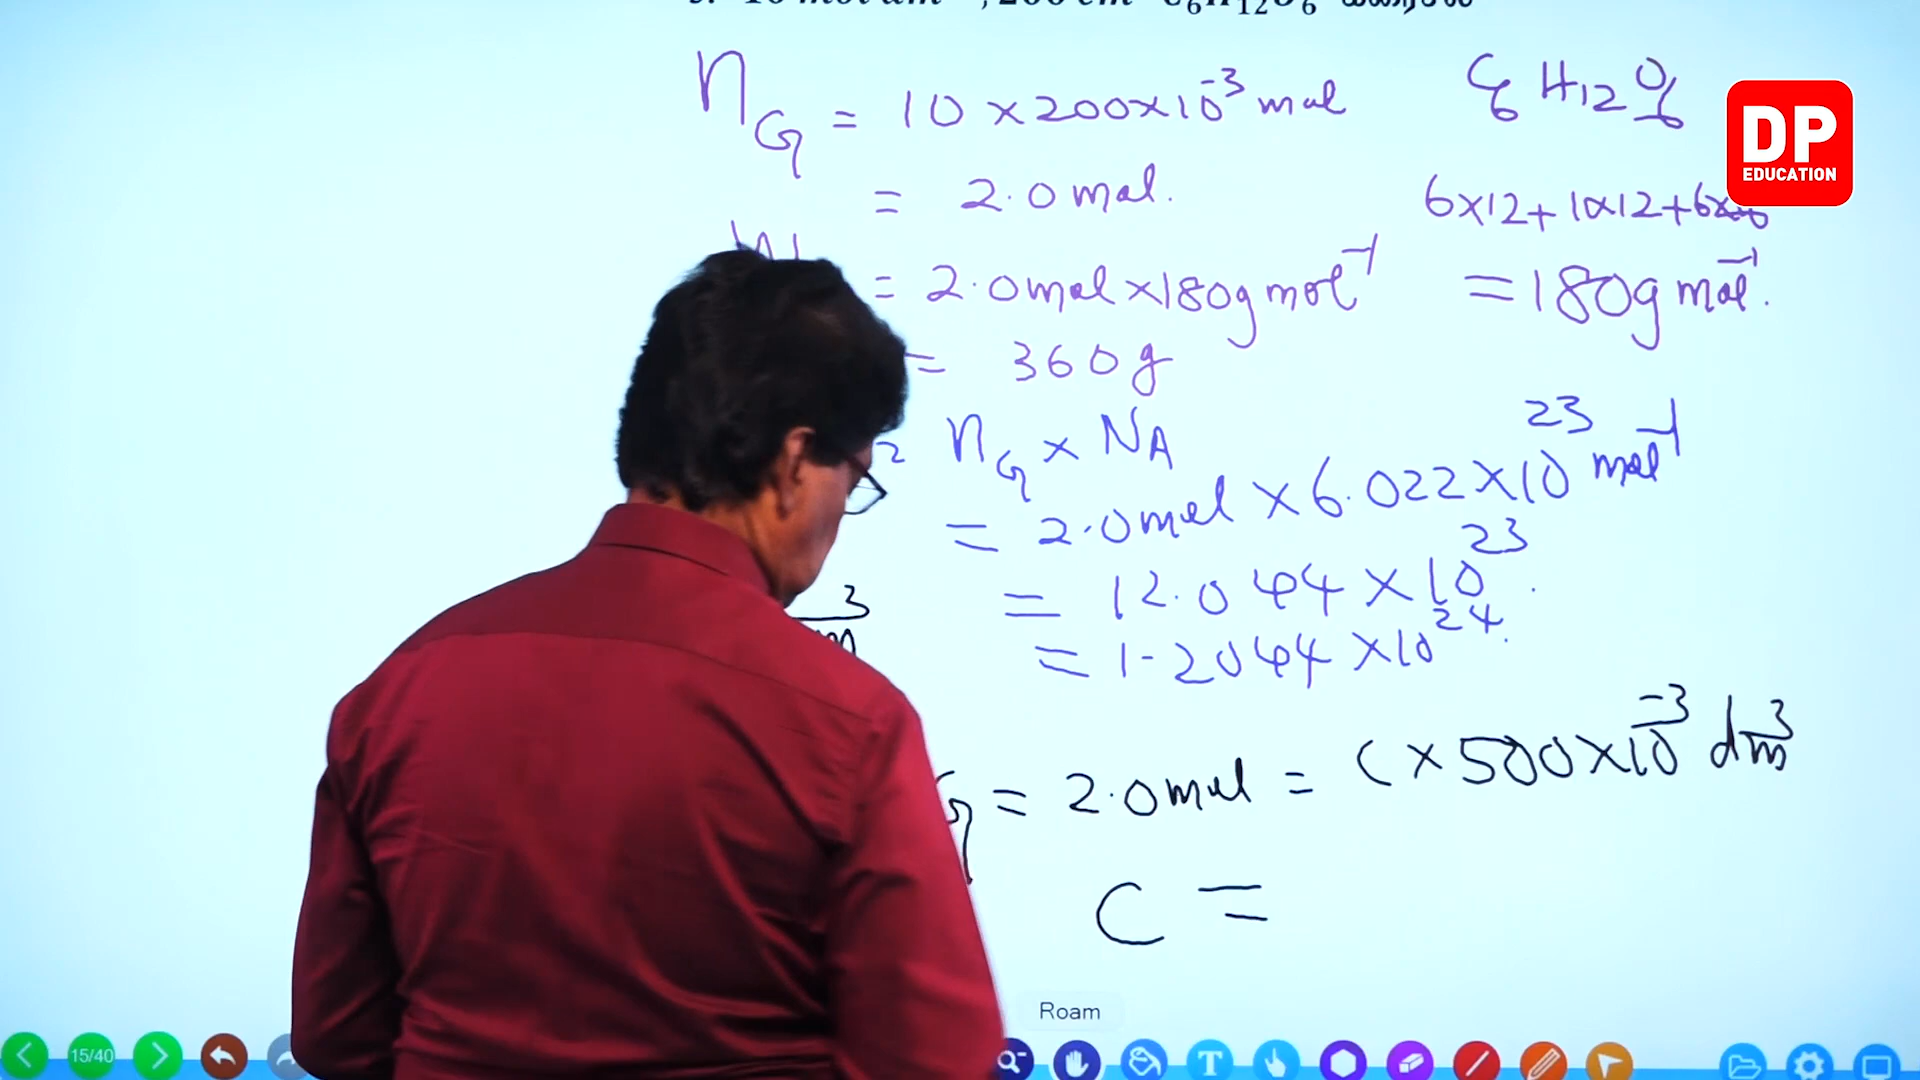 n_G = 10 × 200 × 10⁻³ mol
C₆H₁₂O₆
DP
EDUCATION
= 2.0 mol.
6×12 + 1×12 + 6×
= 2.0 mol × 180 g mol⁻¹
= 180 g mol⁻¹.
= 360 g
n_G × N_A
= 2.0 mol × 6.022 × 10²³ mol⁻¹
= 12.044 × 10²³.
= 1.2044 × 10²⁴.
= 2.0 mol = C × 500 × 10⁻³ dm³
C =
Roam
15/40
T